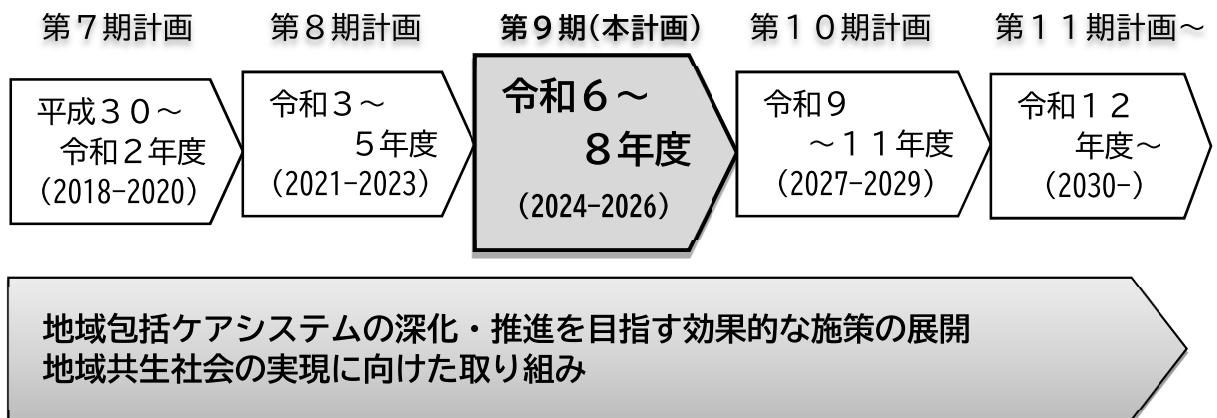 第７期計画
第８期計画
第９期（本計画）
第１０期計画
第１１期計画～
平成３０～
令和２年度
（2018-2020）
令和３～
５年度
（2021-2023）
令和６～
８年度
（2024-2026）
令和９
～１１年度
（2027-2029）
令和１２
年度～
（2030-）
地域包括ケアシステムの深化・推進を目指す効果的な施策の展開
地域共生社会の実現に向けた取り組み